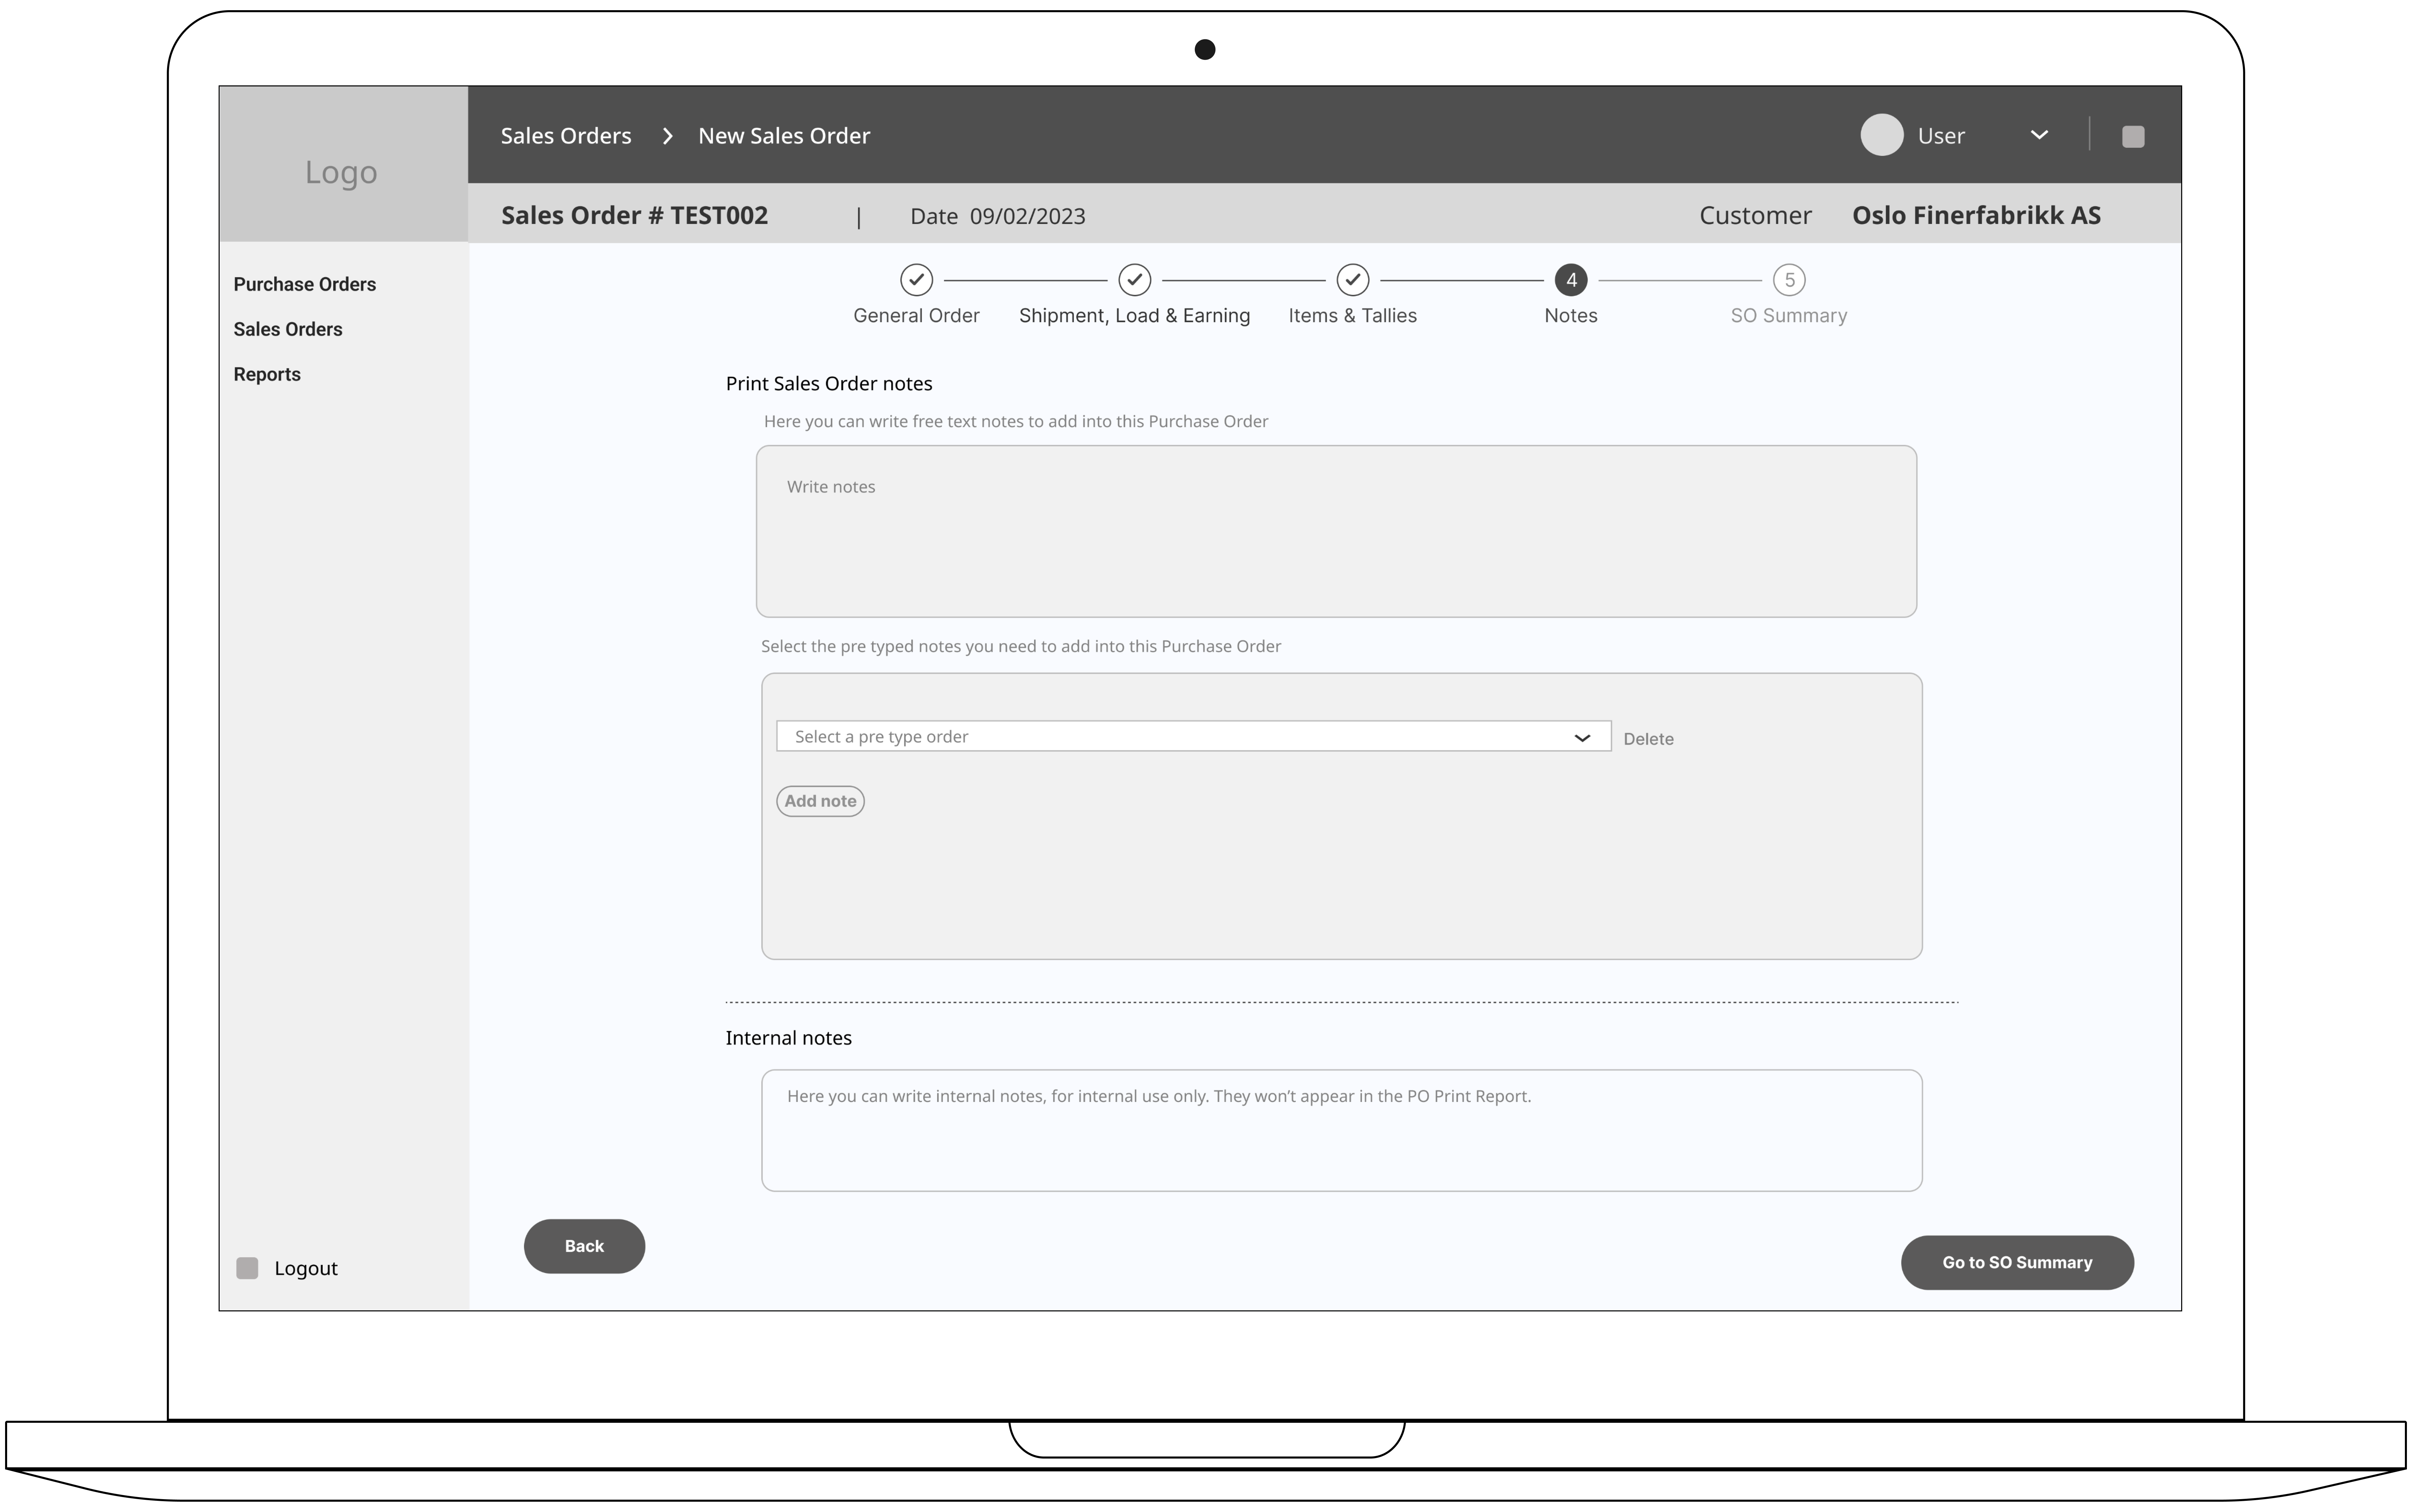 Logo
Sales Orders > New Sales Order
User
Sales Order # TEST002 | Date 09/02/2023
Customer Oslo Finerfabrikk AS
Purchase Orders
Sales Orders
Reports
4
5
General Order
Shipment, Load & Earning
Items & Tallies
Notes
SO Summary
Print Sales Order notes
Here you can write free text notes to add into this Purchase Order
Write notes
Select the pre typed notes you need to add into this Purchase Order
Select a pre type order
Delete
Add note
Internal notes
Here you can write internal notes, for internal use only. They won’t appear in the PO Print Report.
Back
Go to SO Summary
Logout